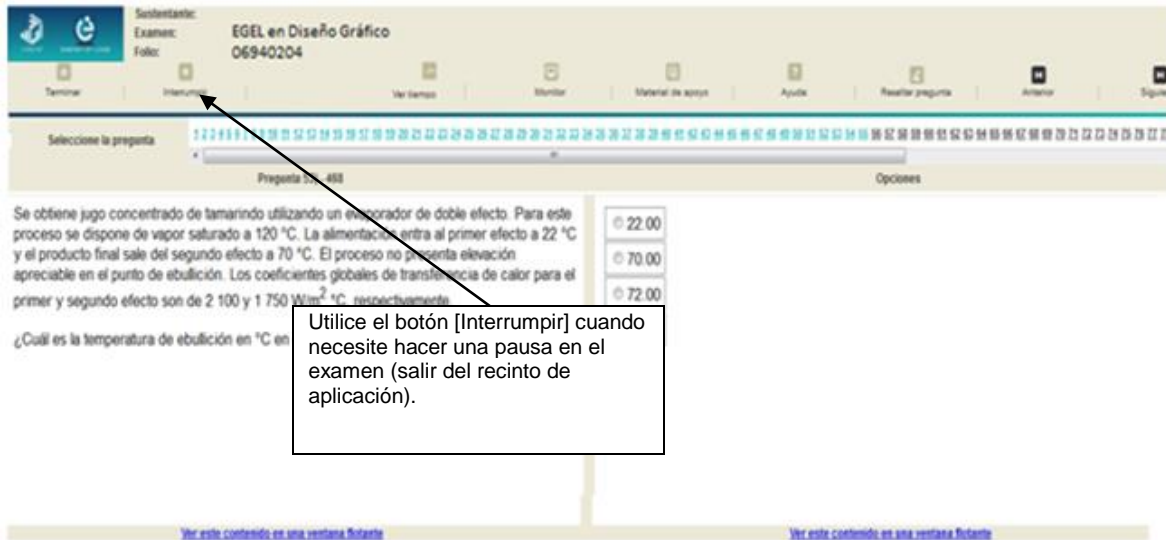 Sustentante:
Examen: EGEL en Diseño Gráfico
Folio: 06940204
Terminar
Interrumpir
Ver tiempo
Monitor
Material de apoyo
Ayuda
Resaltar pregunta
Anterior
Seleccione la pregunta
Opciones
Se obtiene jugo concentrado de tamarindo utilizando un evaporador de doble efecto. Para este
proceso se dispone de vapor saturado a 120 °C. La alimentación entra al primer efecto a 22 °C
y el producto final sale del segundo efecto a 70 °C. El proceso no presenta elevación
apreciable en el punto de ebullición. Los coeficientes globales de transferencia de calor para el
primer y segundo efecto son de 2 100 y 1 750 W/m² °C, respectivamente.
¿Cuál es la temperatura de ebullición en °C en
22.00
70.00
72.00
Utilice el botón [Interrumpir] cuando
necesite hacer una pausa en el
examen (salir del recinto de
aplicación).
Ver este contenido en una ventana flotante
Ver este contenido en una ventana flotante